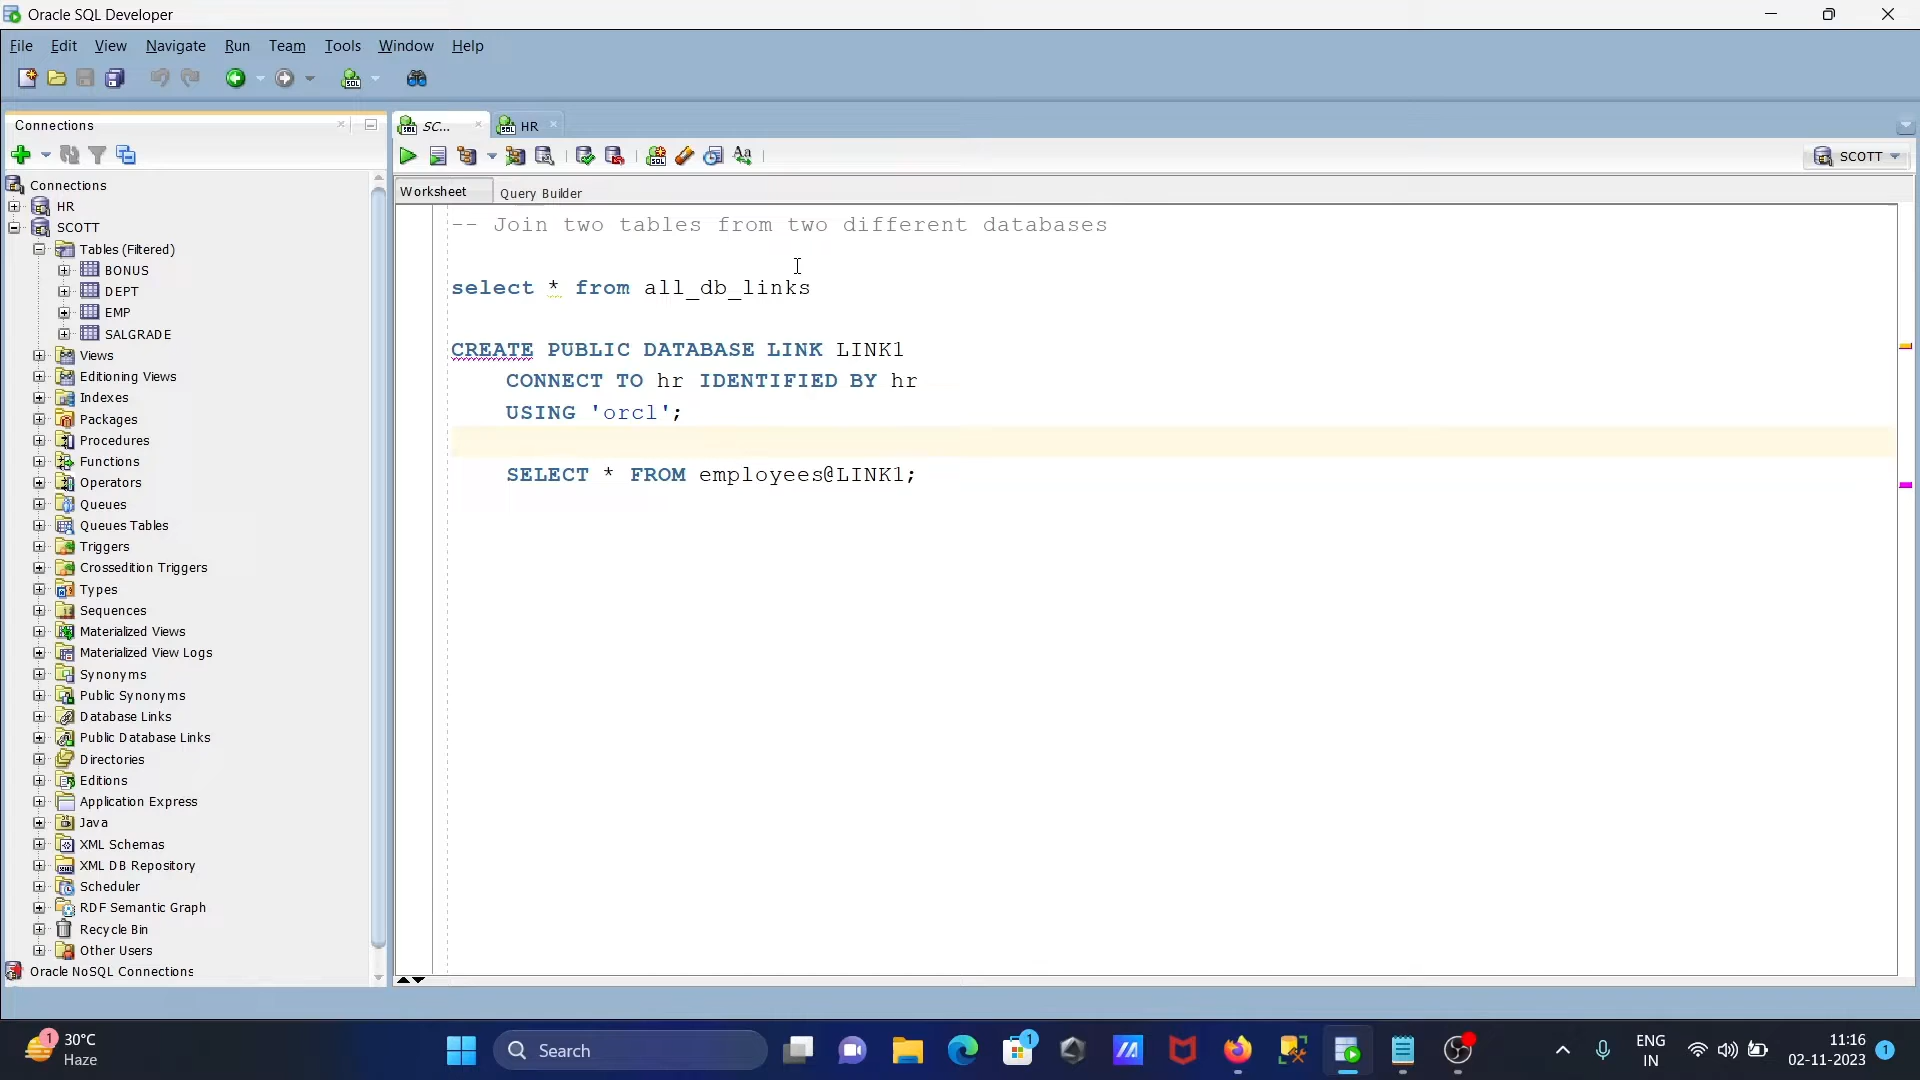 Oracle SQL Developer
File Edit View Navigate Run Team Tools Window Help
Connections
SC...
HR
SCOTT
Worksheet
Query Builder
Connections
HR
SCOTT
Tables (Filtered)
BONUS
DEPT
EMP
SALGRADE
Views
Editioning Views
Indexes
Packages
Procedures
Functions
Operators
Queues
Queues Tables
Triggers
Crossedition Triggers
Types
Sequences
Materialized Views
Materialized View Logs
Synonyms
Public Synonyms
Database Links
Public Database Links
Directories
Editions
Application Express
Java
XML Schemas
XML DB Repository
Scheduler
RDF Semantic Graph
Recycle Bin
Other Users
Oracle NoSQL Connections
-- Join two tables from two different databases
select * from all_db_links
CREATE PUBLIC DATABASE LINK LINK1
CONNECT TO hr IDENTIFIED BY hr
USING 'orcl';
SELECT * FROM employees@LINK1;
1
30°C
Haze
Search
1
ENG
IN
11:16
02-11-2023
1